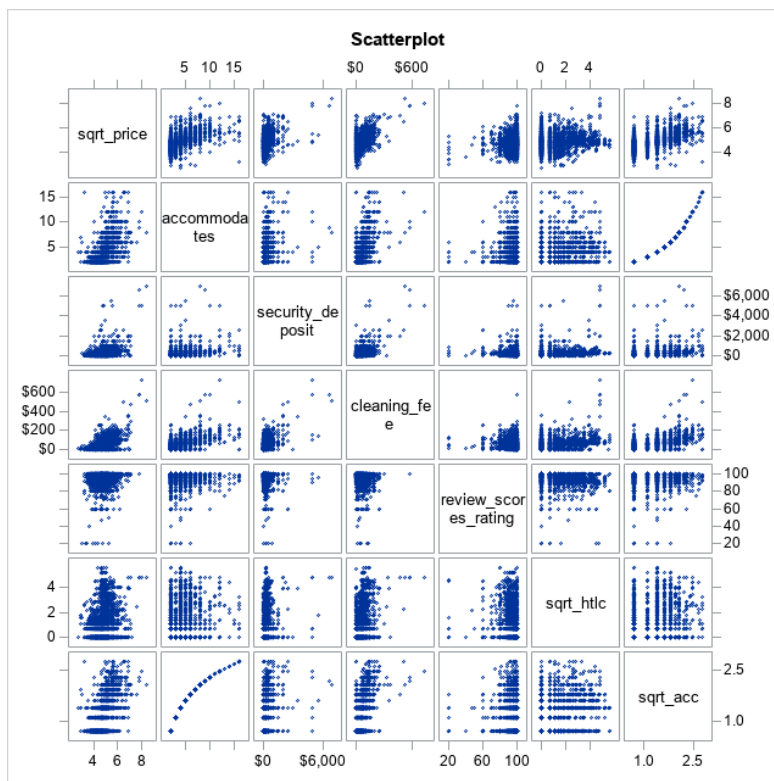 Scatterplot
5 10 15 $0 $600 0 2 4
sqrt_price
8
6
4
15
10
5
accommoda
tes
security_de
posit
$6,000
$4,000
$2,000
$0
$600
$400
$200
$0
cleaning_fe
e
review_scor
es_rating
100
80
60
40
20
4
2
0
sqrt_htlc
sqrt_acc
2.5
1.0
4 6 8 $0 $6,000 20 60 100 1.0 2.5